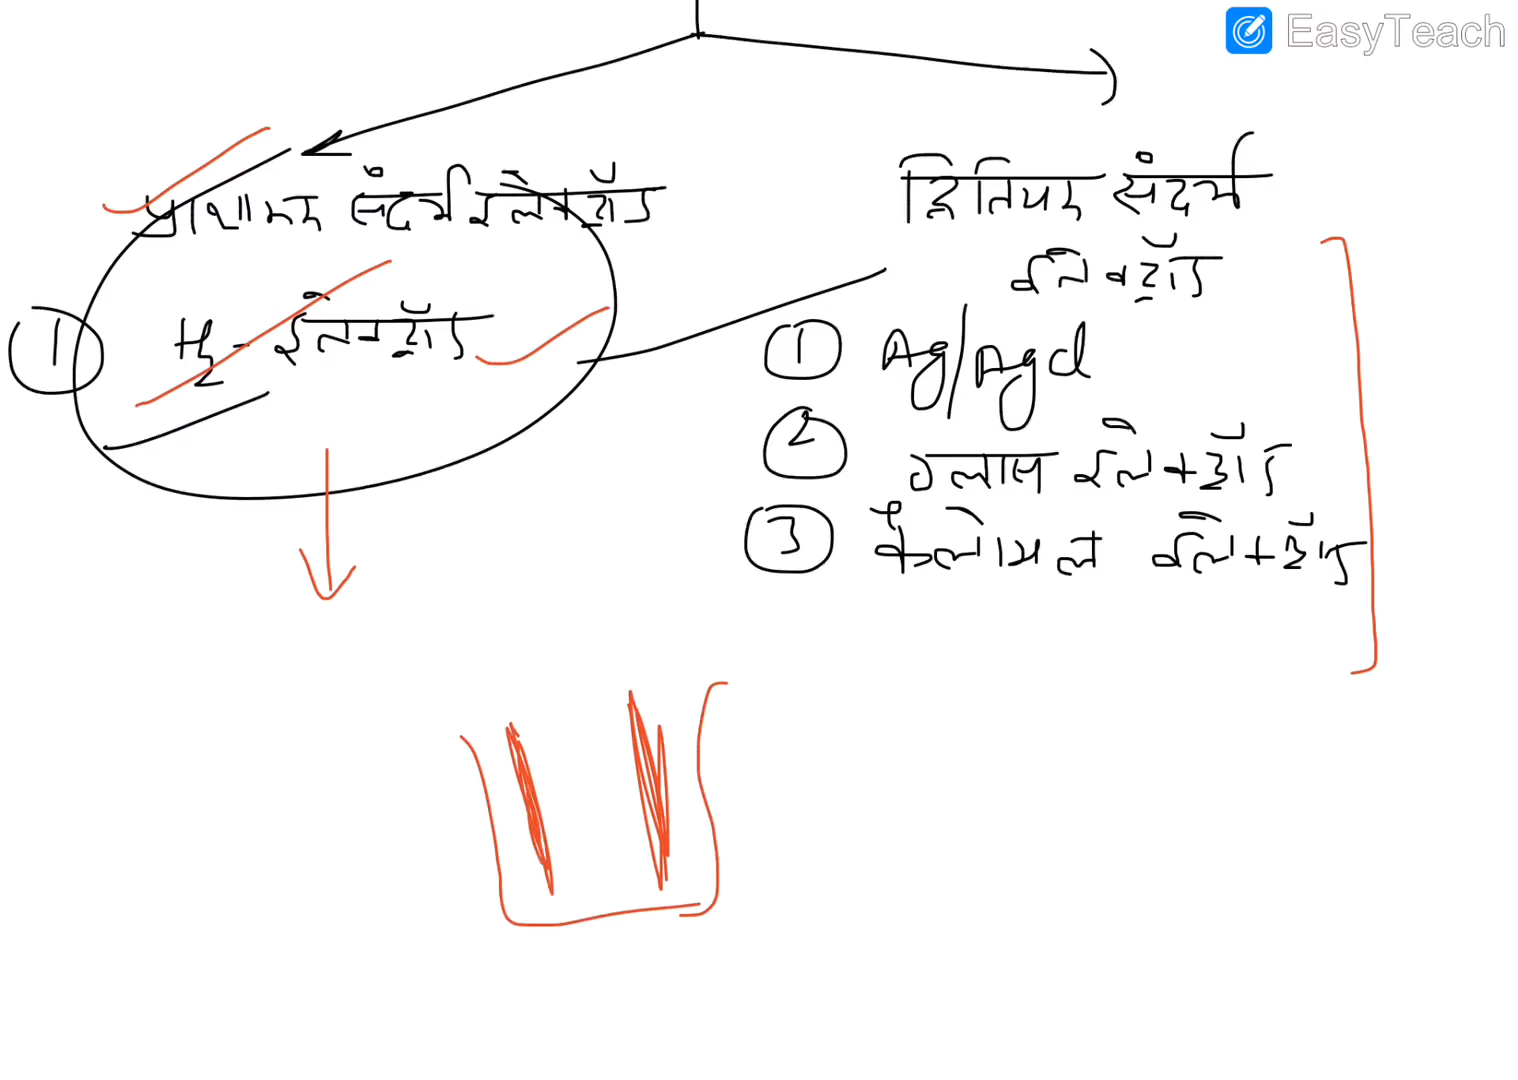 EasyTeach
प्राथमिक संदर्भ इलेक्ट्रॉड
① H₂ - इलेक्ट्रॉड
द्वितियक संदर्भ
इलेक्ट्रॉड
① Ag/AgCl
② ग्लास इलेक्ट्रॉड
③ कैलोमल इलेक्ट्रॉड